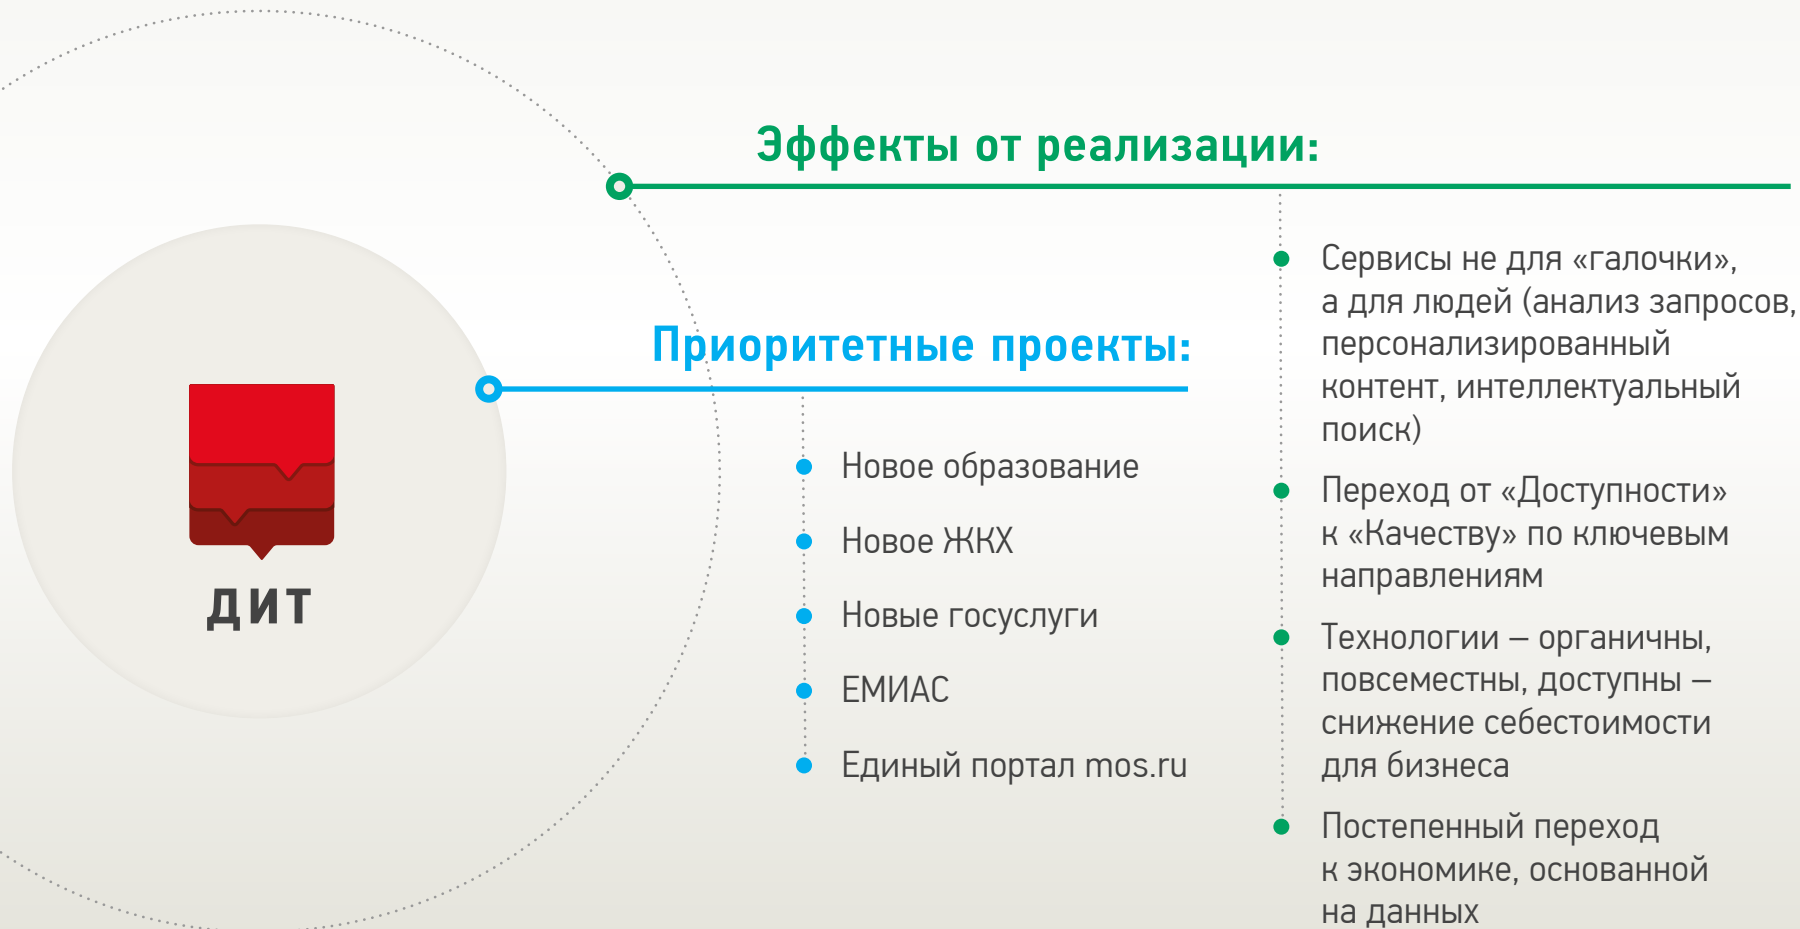 Эффекты от реализации:
Сервисы не для «галочки»,
а для людей (анализ запросов,
персонализированный
контент, интеллектуальный
поиск)
Переход от «Доступности»
к «Качеству» по ключевым
направлениям
Технологии – органичны,
повсеместны, доступны –
снижение себестоимости
для бизнеса
Постепенный переход
к экономике, основанной
на данных
Приоритетные проекты:
Новое образование
Новое ЖКХ
Новые госуслуги
ЕМИАС
Единый портал mos.ru
ДИТ